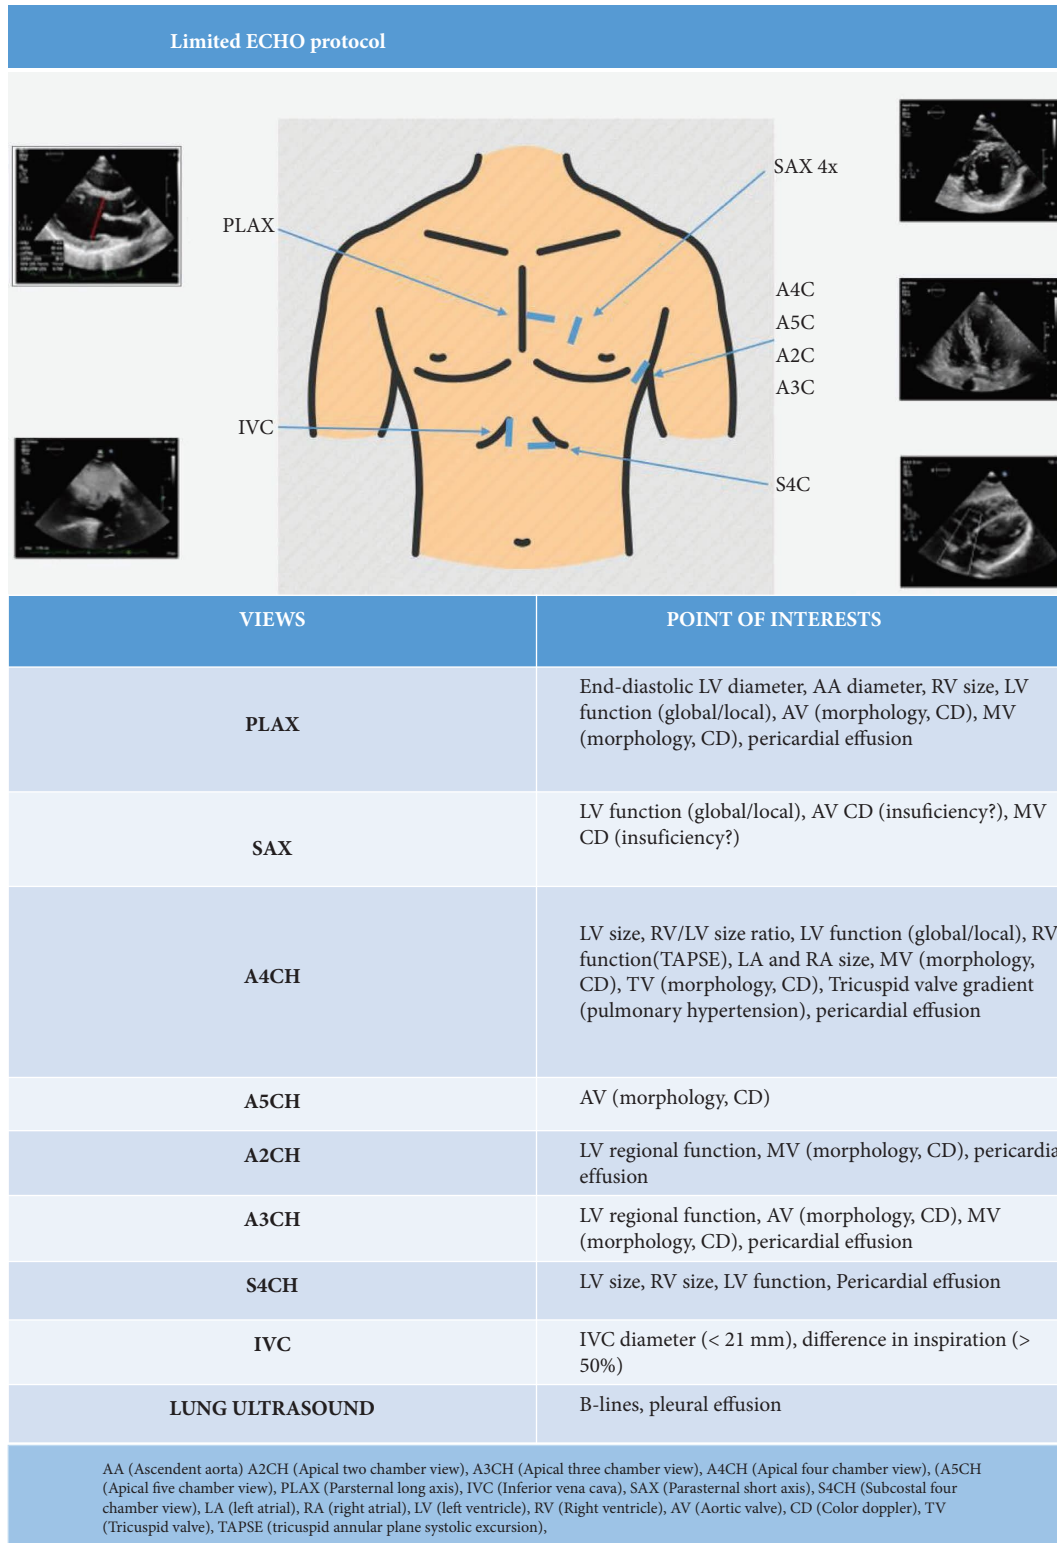 Limited ECHO protocol
SAX 4x
PLAX
A4C
A5C
A2C
A3C
IVC
S4C
VIEWS
POINT OF INTERESTS
PLAX
End-diastolic LV diameter, AA diameter, RV size, LV
function (global/local), AV (morphology, CD), MV
(morphology, CD), pericardial effusion
SAX
LV function (global/local), AV CD (insuficiency?), MV
CD (insuficiency?)
A4CH
LV size, RV/LV size ratio, LV function (global/local), RV
function(TAPSE), LA and RA size, MV (morphology,
CD), TV (morphology, CD), Tricuspid valve gradient
(pulmonary hypertension), pericardial effusion
A5CH
AV (morphology, CD)
A2CH
LV regional function, MV (morphology, CD), pericardia
effusion
A3CH
LV regional function, AV (morphology, CD), MV
(morphology, CD), pericardial effusion
S4CH
LV size, RV size, LV function, Pericardial effusion
IVC
IVC diameter (< 21 mm), difference in inspiration (>
50%)
LUNG ULTRASOUND
B-lines, pleural effusion
AA (Ascendent aorta) A2CH (Apical two chamber view), A3CH (Apical three chamber view), A4CH (Apical four chamber view), (A5CH
(Apical five chamber view), PLAX (Parsternal long axis), IVC (Inferior vena cava), SAX (Parasternal short axis), S4CH (Subcostal four
chamber view), LA (left atrial), RA (right atrial), LV (left ventricle), RV (Right ventricle), AV (Aortic valve), CD (Color doppler), TV
(Tricuspid valve), TAPSE (tricuspid annular plane systolic excursion),